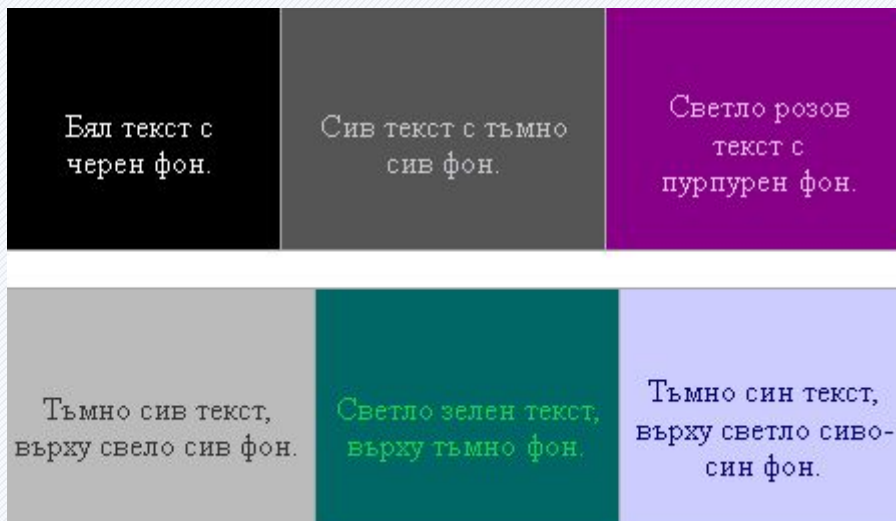 Бял текст с
черен фон.
Сив текст с тъмно
сив фон.
Светло розов
текст с
пурпурен фон.
Тъмно сив текст,
върху свело сив фон.
Светло зелен текст,
върху тъмно фон.
Тъмно син текст,
върху светло сиво-
син фон.